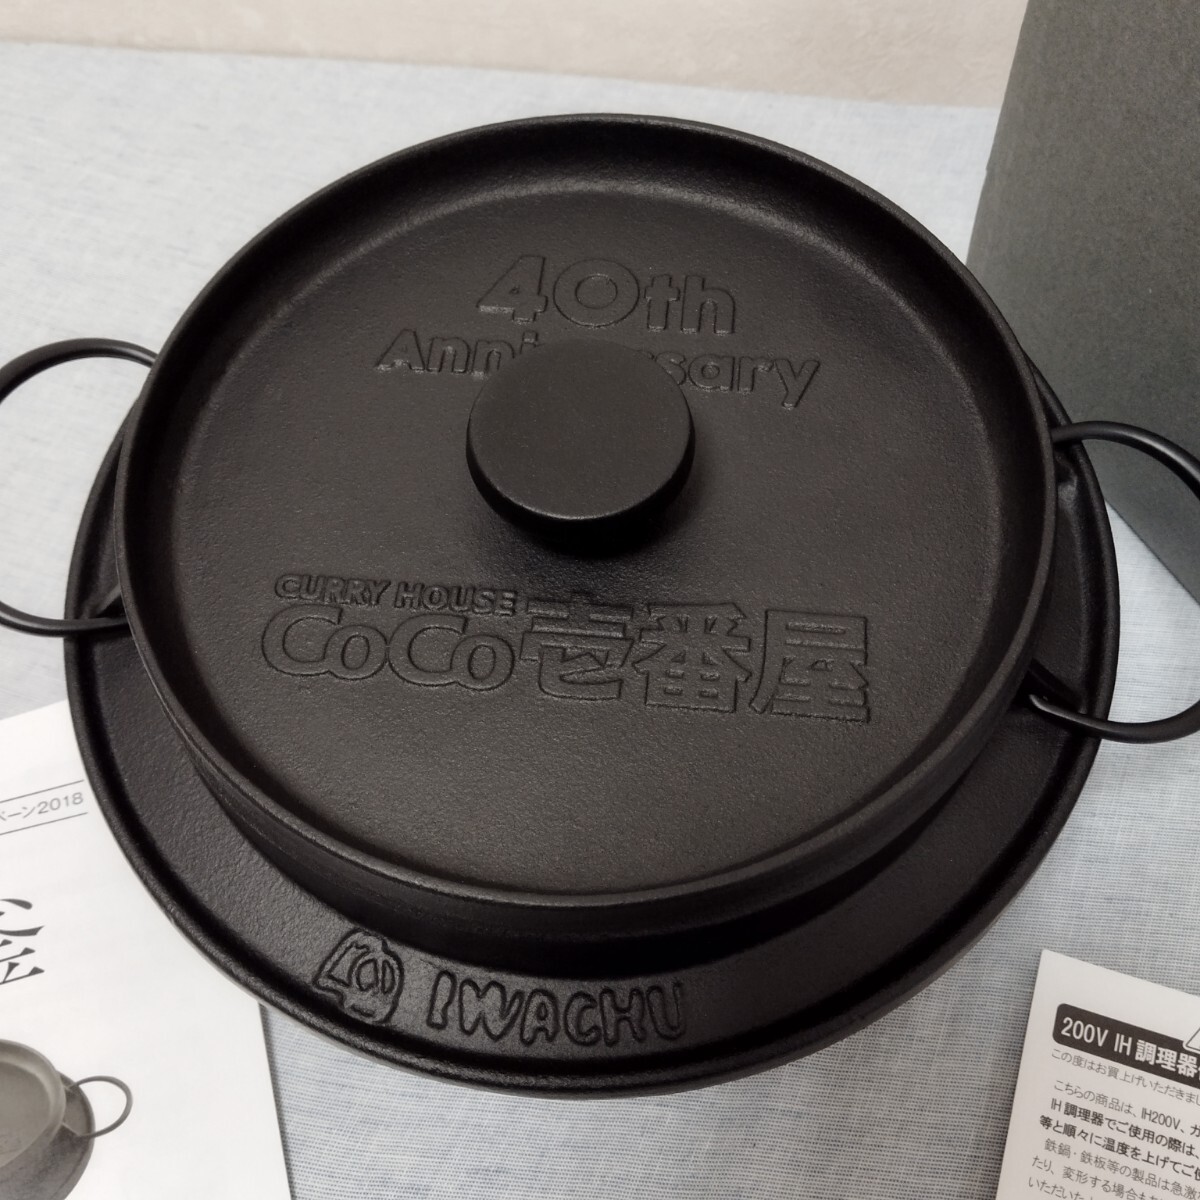 40th
Anniversary
CURRY HOUSE
CoCo壱番屋
IWACHU
ペーン2018
200V IH 調理器
この度はお買上げいただきまし
こちらの商品は、IH200V、ガ
IH 調理器でご使用の際は、
等と順々に温度を上げてご使
鉄鍋・鉄板等の製品は急激
たり、変形する場合
いただいた